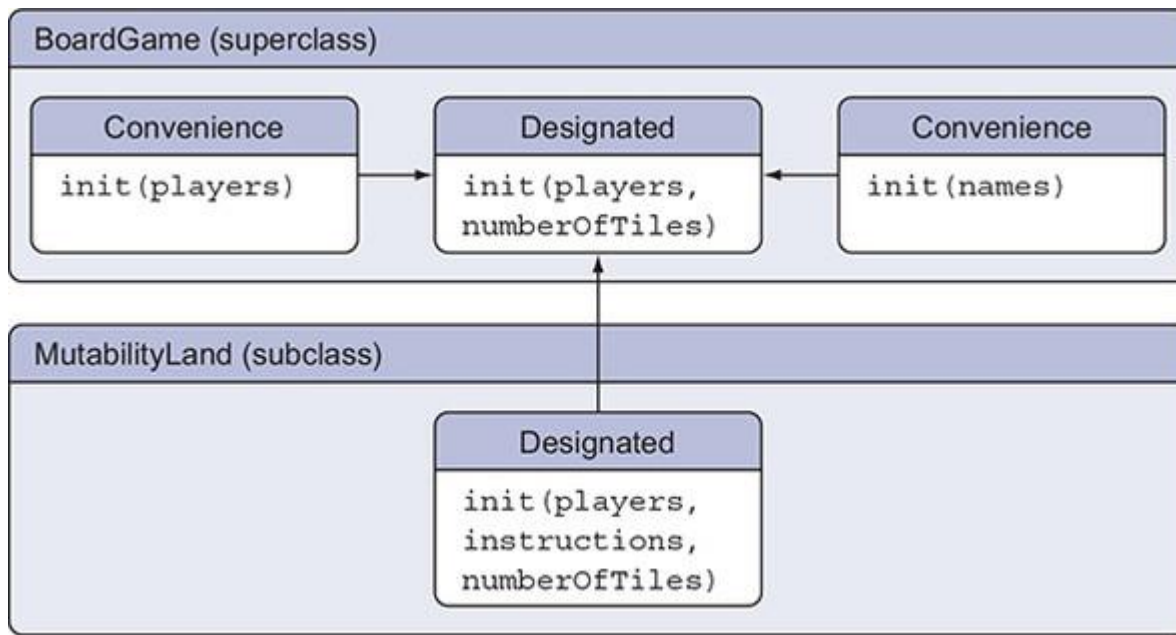 BoardGame (superclass)
Convenience
init(players)
Designated
init(players,
numberOfTiles)
Convenience
init(names)
MutabilityLand (subclass)
Designated
init(players,
instructions,
numberOfTiles)